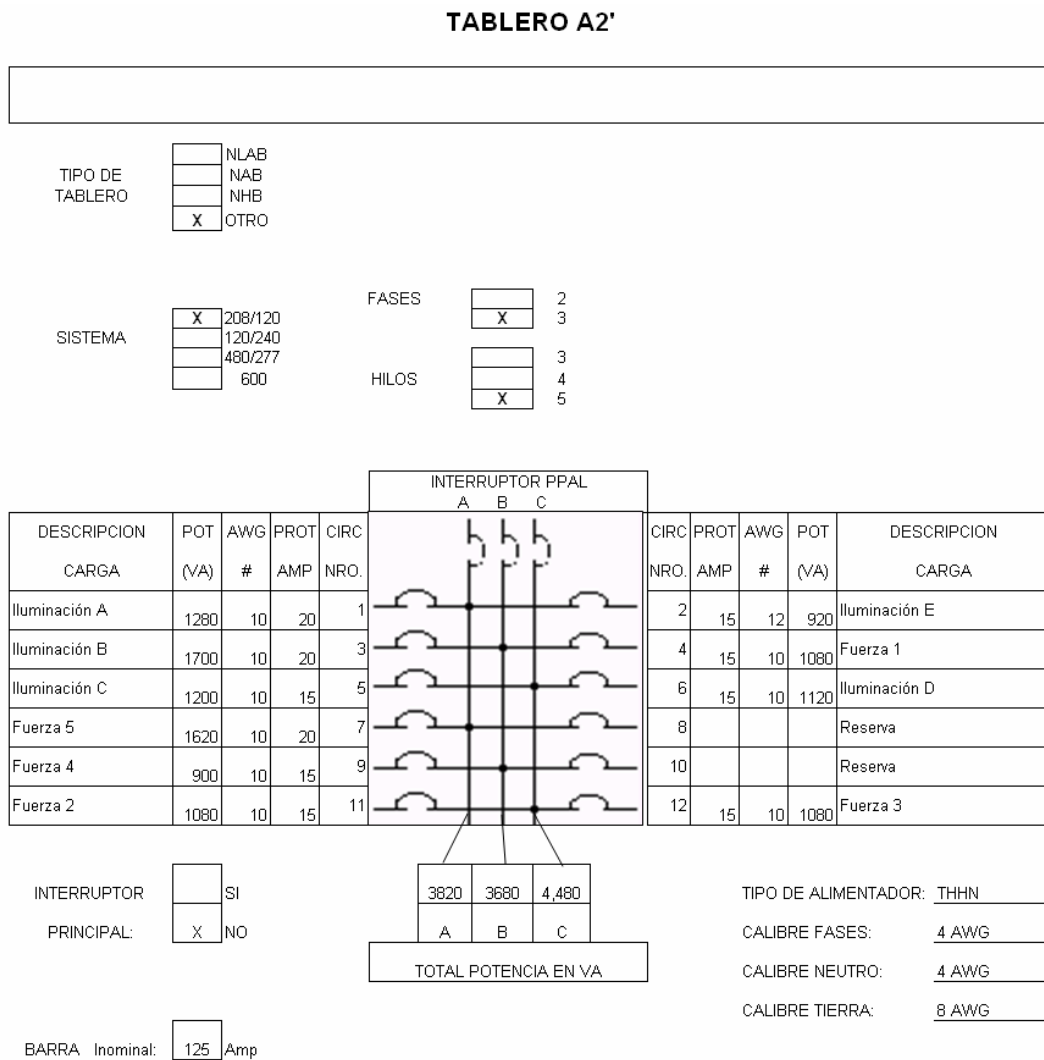 TABLERO A2'
TIPO DE TABLERO
NLAB
NAB
NHB
X OTRO
SISTEMA
X 208/120
120/240
480/277
600
FASES
2
X 3
HILOS
3
4
X 5
INTERRUPTOR PPAL
A B C
DESCRIPCION CARGA POT (VA) AWG # PROT AMP CIRC NRO. CIRC NRO. PROT AMP AWG # POT (VA) DESCRIPCION CARGA
Iluminación A 1280 10 20 1 2 15 12 920 Iluminación E
Iluminación B 1700 10 20 3 4 15 10 1080 Fuerza 1
Iluminación C 1200 10 15 5 6 15 10 1120 Iluminación D
Fuerza 5 1620 10 20 7 8 Reserva
Fuerza 4 900 10 15 9 10 Reserva
Fuerza 2 1080 10 15 11 12 15 10 1080 Fuerza 3
INTERRUPTOR PRINCIPAL:
SI
X NO
3820 3680 4,480
A B C
TOTAL POTENCIA EN VA
TIPO DE ALIMENTADOR: THHN
CALIBRE FASES: 4 AWG
CALIBRE NEUTRO: 4 AWG
CALIBRE TIERRA: 8 AWG
BARRA Inominal: 125 Amp